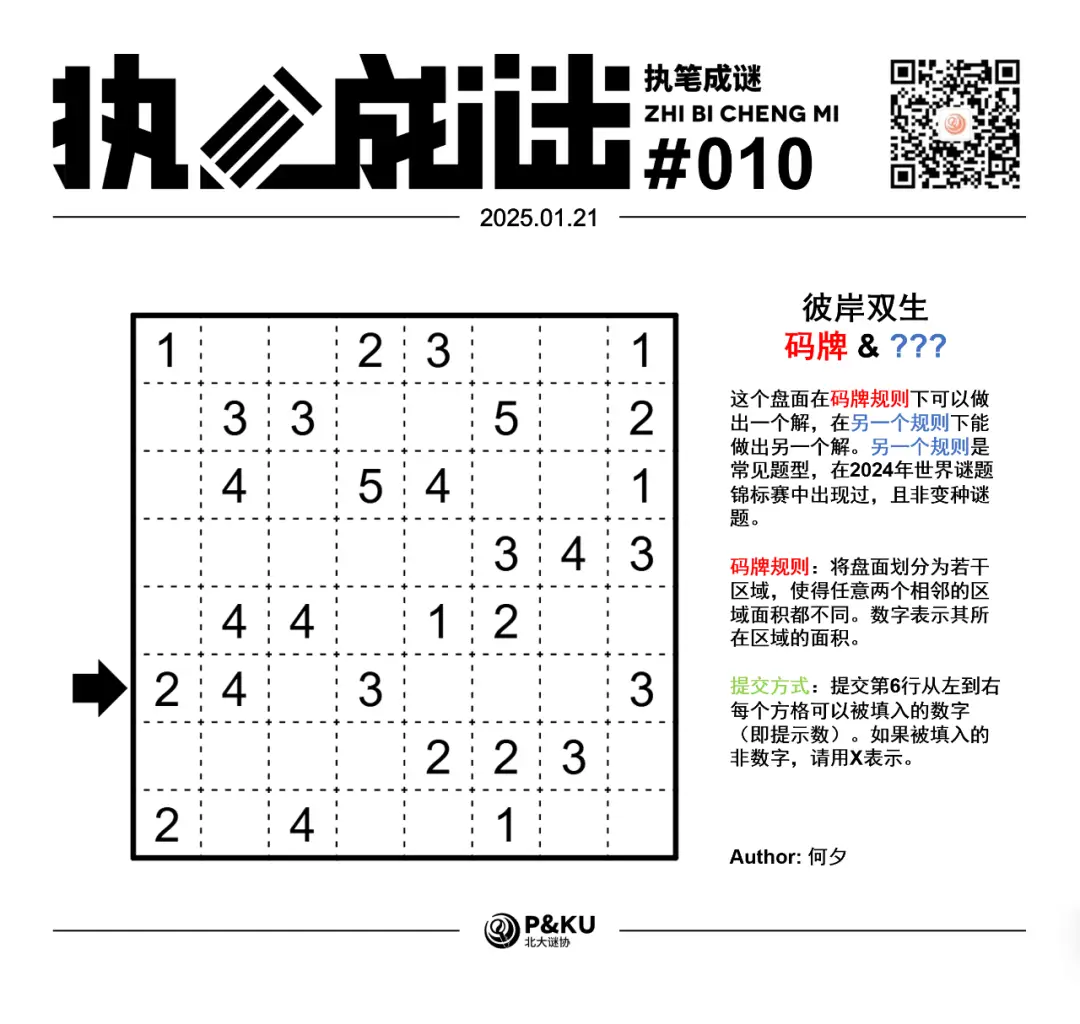 执笔成谜
执笔成谜
ZHI BI CHENG MI
#010
2025.01.21
1 2 3 1
3 3 5 2
4 5 4 1
3 4 3
4 4 1 2
2 4 3 3
2 2 3
2 4 1
彼岸双生
码牌 & ???
这个盘面在码牌规则下可以做
出一个解，在另一个规则下能
做出另一个解。另一个规则是
常见题型，在2024年世界谜题
锦标赛中出现过，且非变种谜
题。
码牌规则：将盘面划分为若干
区域，使得任意两个相邻的区
域面积都不同。数字表示其所
在区域的面积。
提交方式：提交第6行从左到右
每个方格可以被填入的数字
（即提示数）。如果被填入的
非数字，请用X表示。
Author: 何夕
P&KU
北大谜协